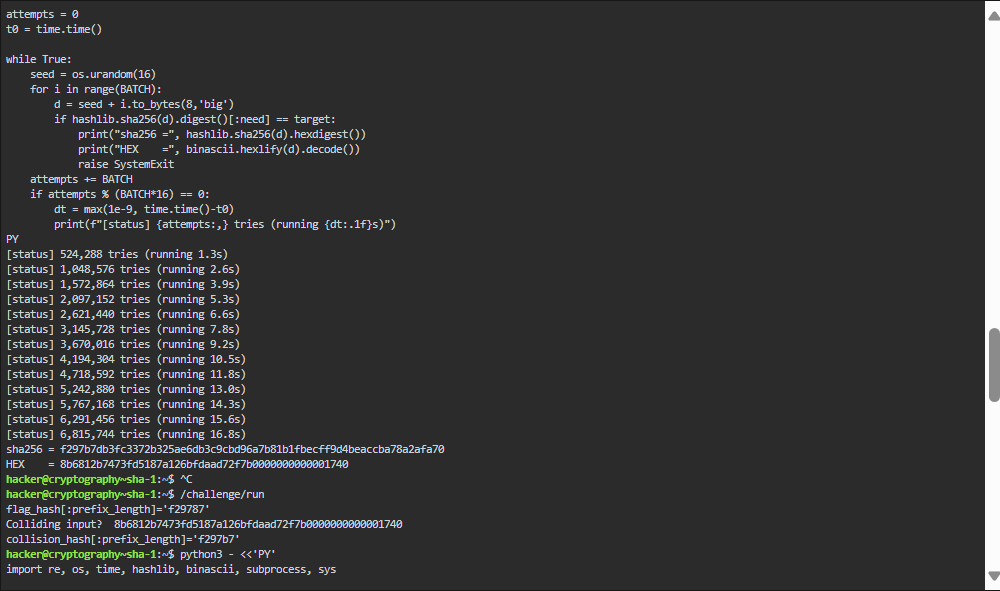 attempts = 0
t0 = time.time()
while True:
    seed = os.urandom(16)
    for i in range(BATCH):
        d = seed + i.to_bytes(8,'big')
        if hashlib.sha256(d).digest()[:need] == target:
            print("sha256 =", hashlib.sha256(d).hexdigest())
            print("HEX    =", binascii.hexlify(d).decode())
            raise SystemExit
    attempts += BATCH
    if attempts % (BATCH*16) == 0:
        dt = max(1e-9, time.time()-t0)
        print(f"[status] {attempts:,} tries (running {dt:.1f}s)")
PY
[status] 524,288 tries (running 1.3s)
[status] 1,048,576 tries (running 2.6s)
[status] 1,572,864 tries (running 3.9s)
[status] 2,097,152 tries (running 5.3s)
[status] 2,621,440 tries (running 6.6s)
[status] 3,145,728 tries (running 7.8s)
[status] 3,670,016 tries (running 9.2s)
[status] 4,194,304 tries (running 10.5s)
[status] 4,718,592 tries (running 11.8s)
[status] 5,242,880 tries (running 13.0s)
[status] 5,767,168 tries (running 14.3s)
[status] 6,291,456 tries (running 15.6s)
[status] 6,815,744 tries (running 16.8s)
sha256 = f297b7db3fc3372b325ae6db3c9cbd96a7b81b1fbecff9d4beaccba78a2afa70
HEX    = 8b6812b7473fd5187a126bfdaad72f7b0000000000001740
hacker@cryptography~sha-1:~$ ^C
hacker@cryptography~sha-1:~$ /challenge/run
flag_hash[:prefix_length]='f29787'
Colliding input?  8b6812b7473fd5187a126bfdaad72f7b0000000000001740
collision_hash[:prefix_length]='f297b7'
hacker@cryptography~sha-1:~$ python3 - <<'PY'
import re, os, time, hashlib, binascii, subprocess, sys